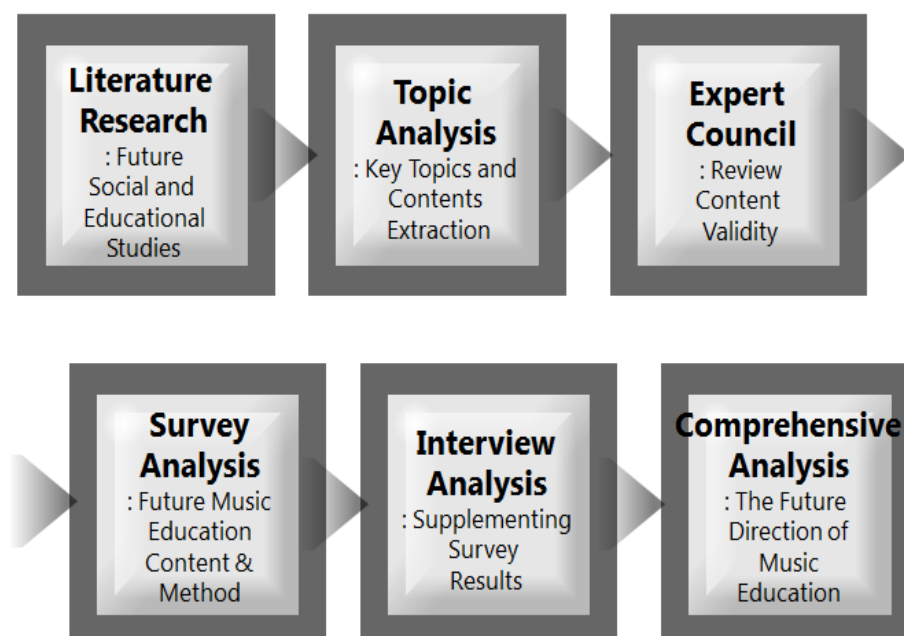 Literature
Research
: Future
Social and
Educational
Studies
Topic
Analysis
: Key Topics and
Contents
Extraction
Expert
Council
: Review
Content
Validity
Survey
Analysis
: Future Music
Education
Content &
Method
Interview
Analysis
: Supplementing
Survey
Results
Comprehensive
Analysis
: The Future
Direction of
Music
Education